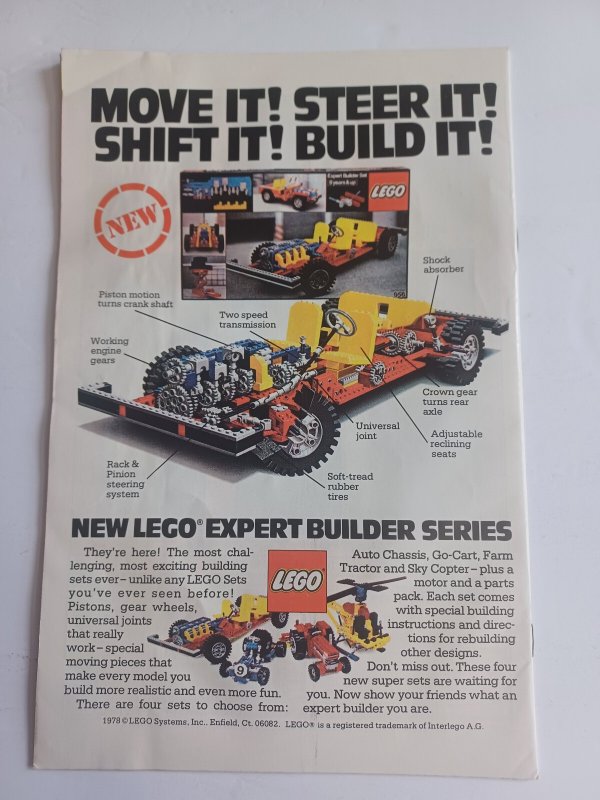 MOVE IT! STEER IT!
SHIFT IT! BUILD IT!
NEW
Expert Builder Set
9 years & up
LEGO
956
Shock
absorber
Piston motion
turns crank shaft
Two speed
transmission
Working
engine
gears
Crown gear
turns rear
axle
Universal
joint
Adjustable
reclining
seats
Rack &
Pinion
steering
system
Soft-tread
rubber
tires
NEW LEGO® EXPERT BUILDER SERIES
They're here! The most chal-
lenging, most exciting building
sets ever – unlike any LEGO Sets
you've ever seen before!
Pistons, gear wheels,
universal joints
that really
work – special
moving pieces that
make every model you
build more realistic and even more fun.
There are four sets to choose from:
LEGO
9
Auto Chassis, Go-Cart, Farm
Tractor and Sky Copter – plus a
motor and a parts
pack. Each set comes
with special building
instructions and direc-
tions for rebuilding
other designs.
Don't miss out. These four
new super sets are waiting for
you. Now show your friends what an
expert builder you are.
1978 © LEGO Systems, Inc., Enfield, Ct. 06082. LEGO® is a registered trademark of Interlego A.G.